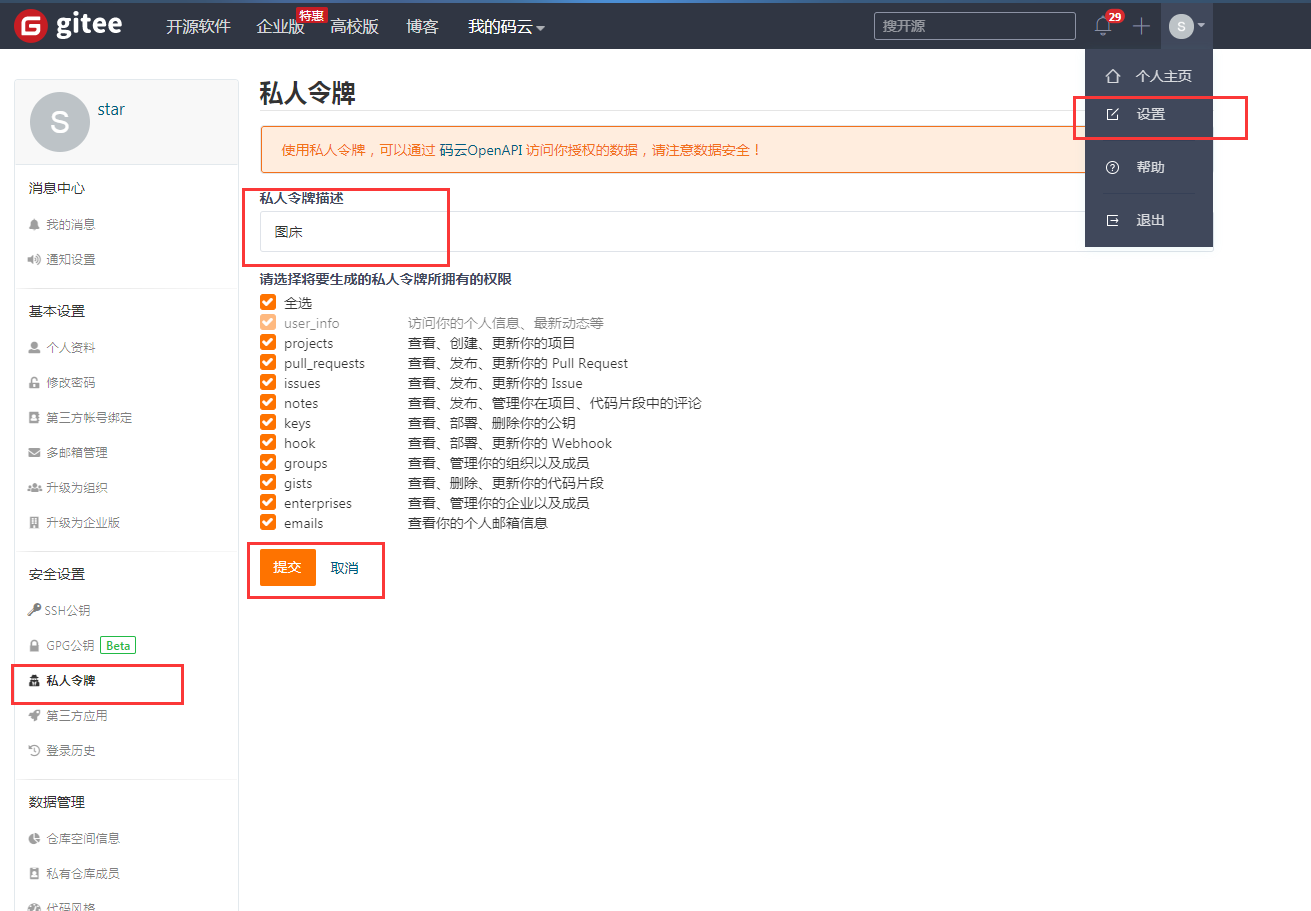 gitee 开源软件 企业版 特惠 高校版 博客 我的码云 搜开源 29 S
个人主页
设置
帮助
退出
S star
消息中心
我的消息
通知设置
基本设置
个人资料
修改密码
第三方帐号绑定
多邮箱管理
升级为组织
升级为企业版
安全设置
SSH公钥
GPG公钥 Beta
私人令牌
第三方应用
登录历史
数据管理
仓库空间信息
私有仓库成员
代码风格
私人令牌
使用私人令牌，可以通过 码云OpenAPI 访问你授权的数据，请注意数据安全！
私人令牌描述
图床
请选择将要生成的私人令牌所拥有的权限
全选
user_info 访问你的个人信息、最新动态等
projects 查看、创建、更新你的项目
pull_requests 查看、发布、更新你的 Pull Request
issues 查看、发布、更新你的 Issue
notes 查看、发布、管理你在项目、代码片段中的评论
keys 查看、部署、删除你的公钥
hook 查看、部署、更新你的 Webhook
groups 查看、管理你的组织以及成员
gists 查看、删除、更新你的代码片段
enterprises 查看、管理你的企业以及成员
emails 查看你的个人邮箱信息
提交 取消